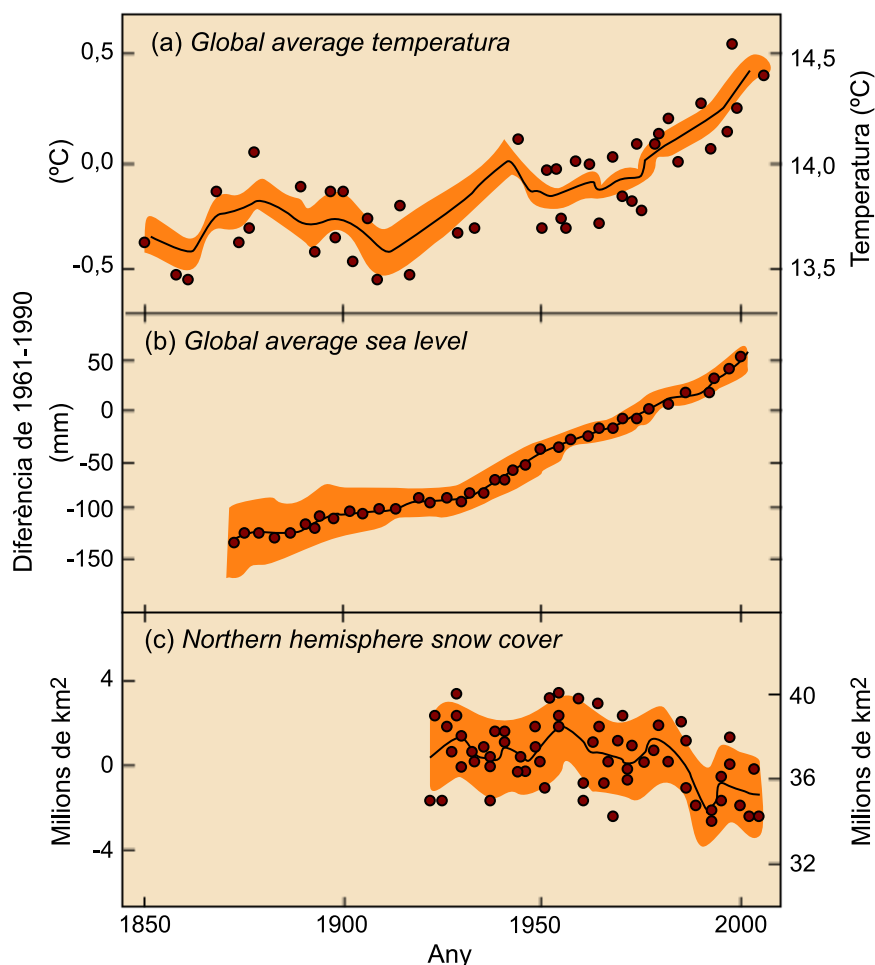 (a) Global average temperatura
0,5
0,0
-0,5
(ºC)
14,5
14,0
13,5
Temperatura (ºC)
(b) Global average sea level
50
0
-50
-100
-150
Diferència de 1961-1990
(mm)
(c) Northern hemisphere snow cover
4
0
-4
Milions de km2
40
36
32
Milions de km2
1850
1900
1950
2000
Any